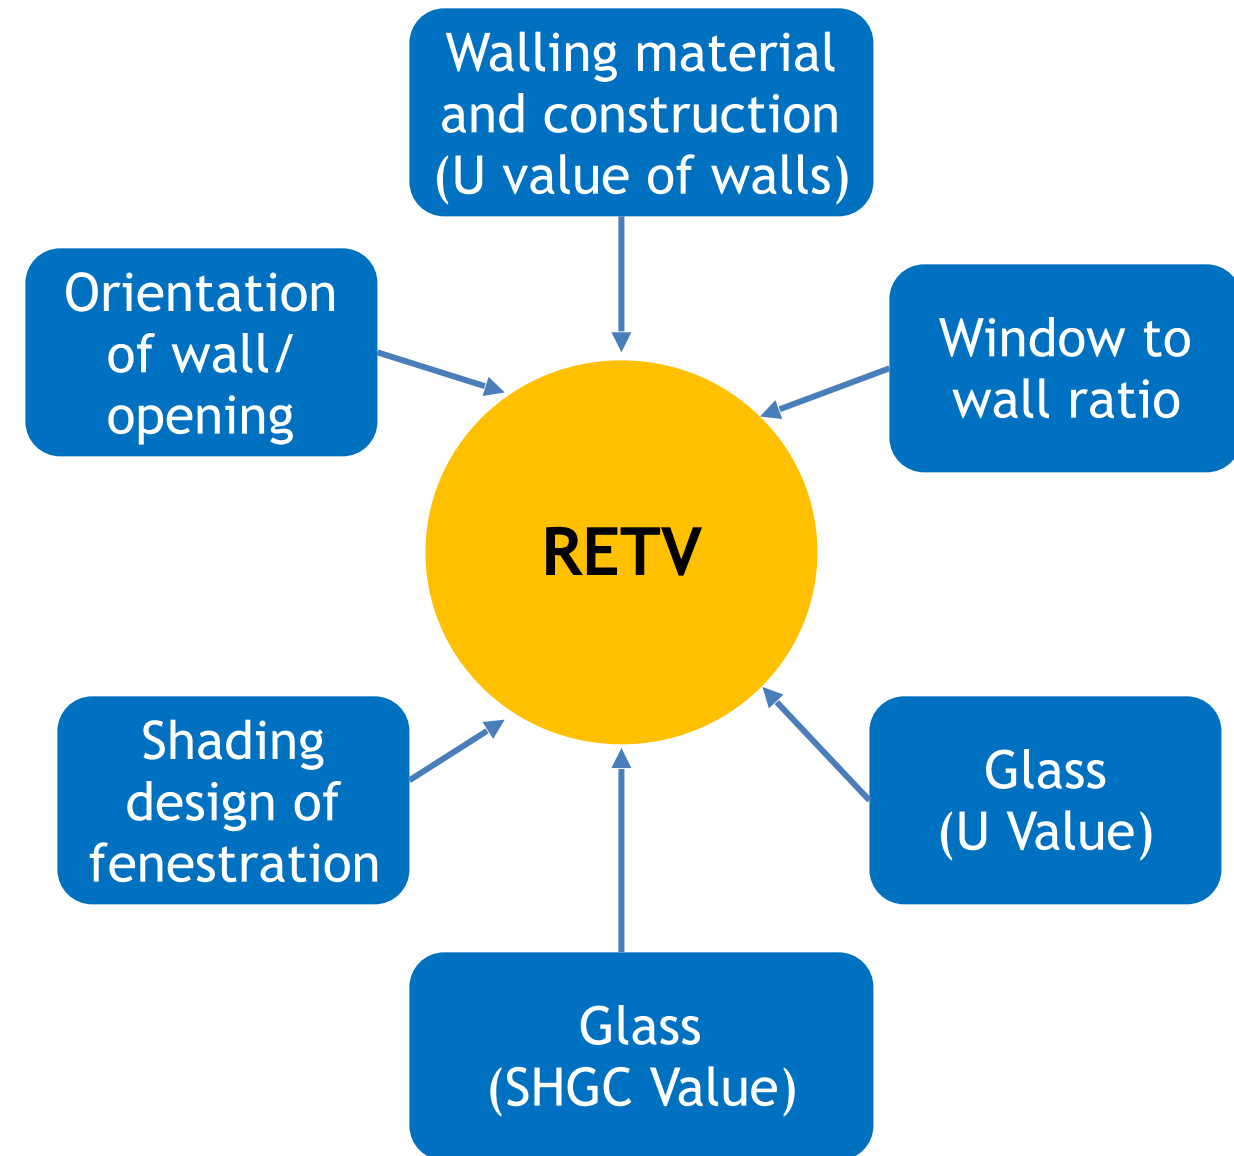 Walling material
and construction
(U value of walls)
Orientation
of wall/
opening
Window to
wall ratio
RETV
Shading
design of
fenestration
Glass
(U Value)
Glass
(SHGC Value)